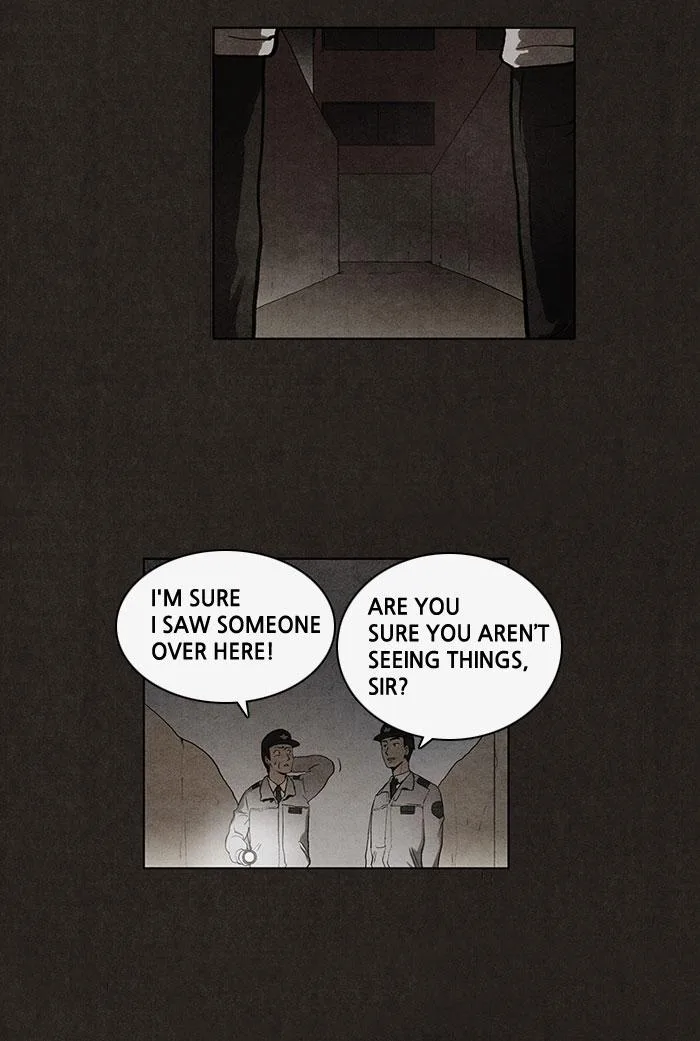 I'M SURE
I SAW SOMEONE
OVER HERE!
ARE YOU
SURE YOU AREN'T
SEEING THINGS,
SIR?